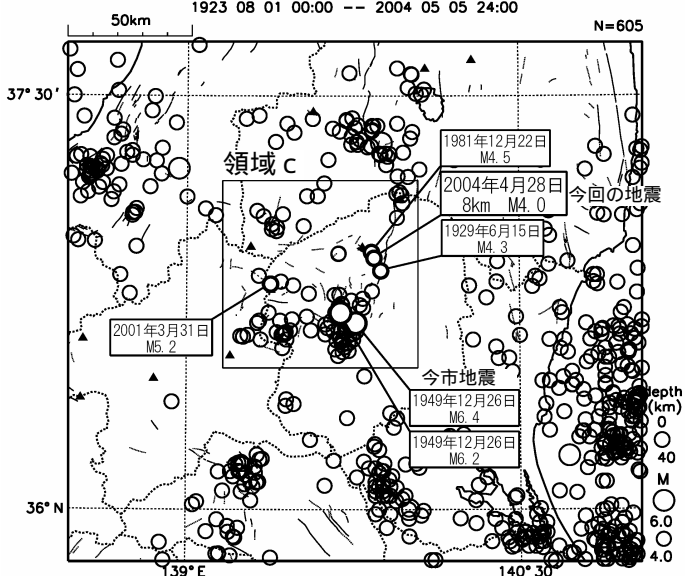 1923 08 01 00:00 -- 2004 05 05 24:00
50km
N=605
37°30'
1981年12月22日
M4.5
領域 c
2004年4月28日
8km M4.0
今回の地震
1929年6月15日
M4.3
2001年3月31日
M5.2
今市地震
1949年12月26日
M6.4
1949年12月26日
M6.2
depth
(km)
0
40
M
6.0
4.0
36°N
139°E
140°30'